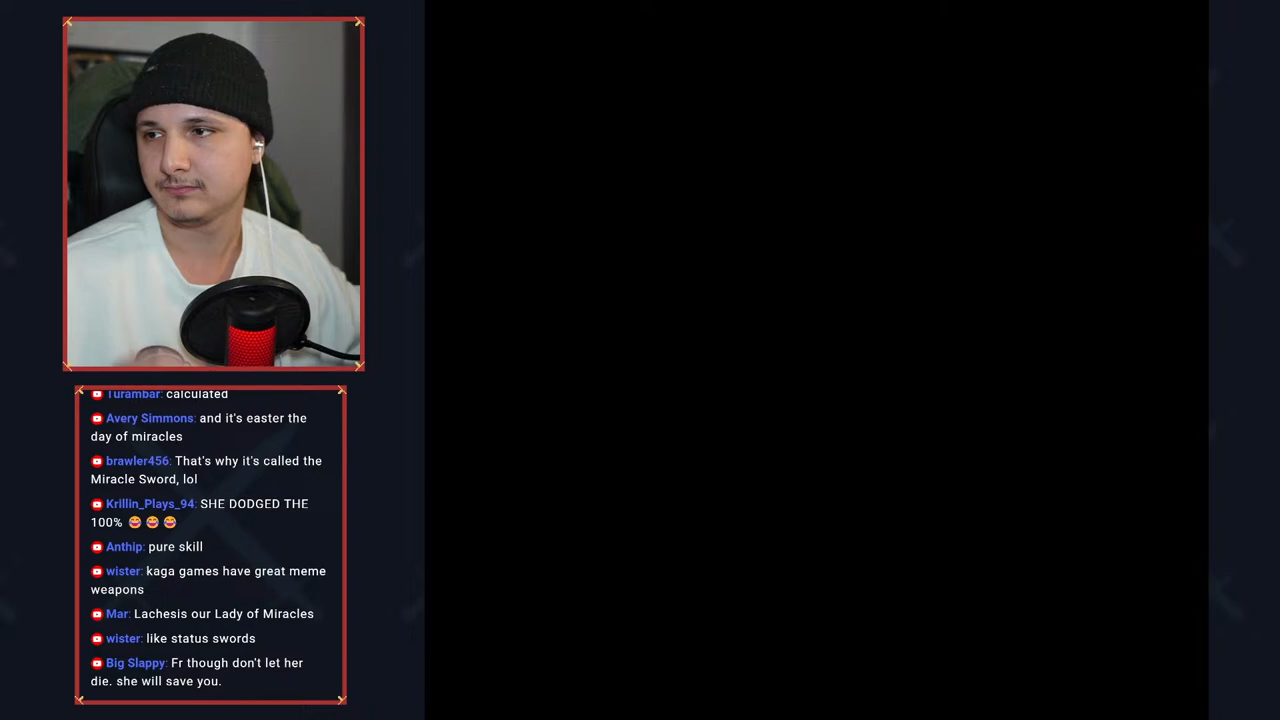 Turambar: calculated
Avery Simmons: and it's easter the
day of miracles
brawler456: That's why it's called the
Miracle Sword, lol
Krillin_Plays_94: SHE DODGED THE
100% 😂 😂 😂
Anthip: pure skill
wister: kaga games have great meme
weapons
Mar: Lachesis our Lady of Miracles
wister: like status swords
Big Slappy: Fr though don't let her
die. she will save you.